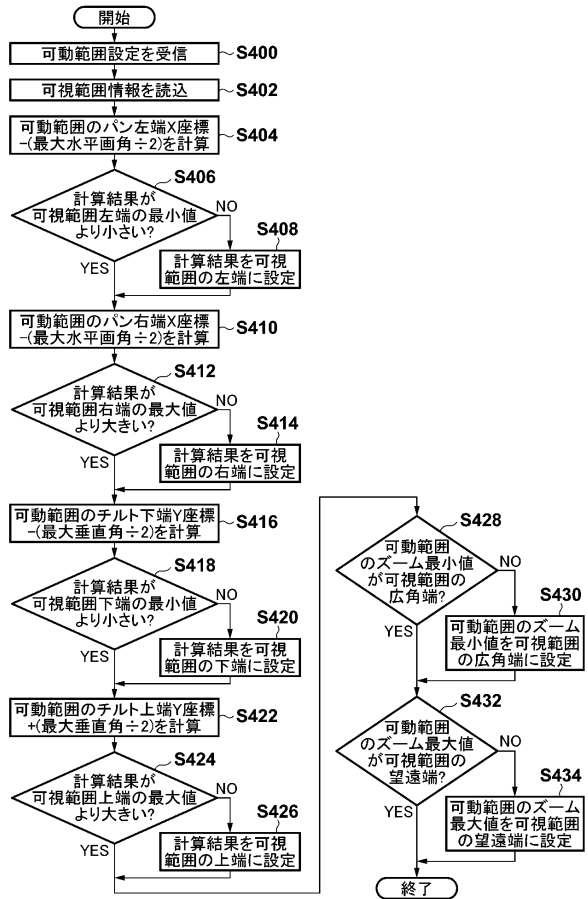 開始
可動範囲設定を受信
S400
可視範囲情報を読込
S402
可動範囲のパン左端X座標
-(最大水平画角÷2)を計算
S404
S406
計算結果が
可視範囲左端の最小値
より小さい?
NO
YES
S408
計算結果を可視
範囲の左端に設定
可動範囲のパン右端X座標
-(最大水平画角÷2)を計算
S410
S412
計算結果が
可視範囲右端の最大値
より大きい?
NO
YES
S414
計算結果を可視
範囲の右端に設定
可動範囲のチルト下端Y座標
-(最大垂直角÷2)を計算
S416
S418
計算結果が
可視範囲下端の最小値
より小さい?
NO
YES
S420
計算結果を可視
範囲の下端に設定
可動範囲のチルト上端Y座標
+(最大垂直角÷2)を計算
S422
S424
計算結果が
可視範囲上端の最大値
より大きい?
NO
YES
S426
計算結果を可視
範囲の上端に設定
S428
可動範囲
のズーム最小値
が可視範囲の
広角端?
NO
YES
S430
可動範囲のズーム
最小値を可視範囲
の広角端に設定
S432
可動範囲
のズーム最大値
が可視範囲の
望遠端?
NO
YES
S434
可動範囲のズーム
最大値を可視範囲
の望遠端に設定
終了